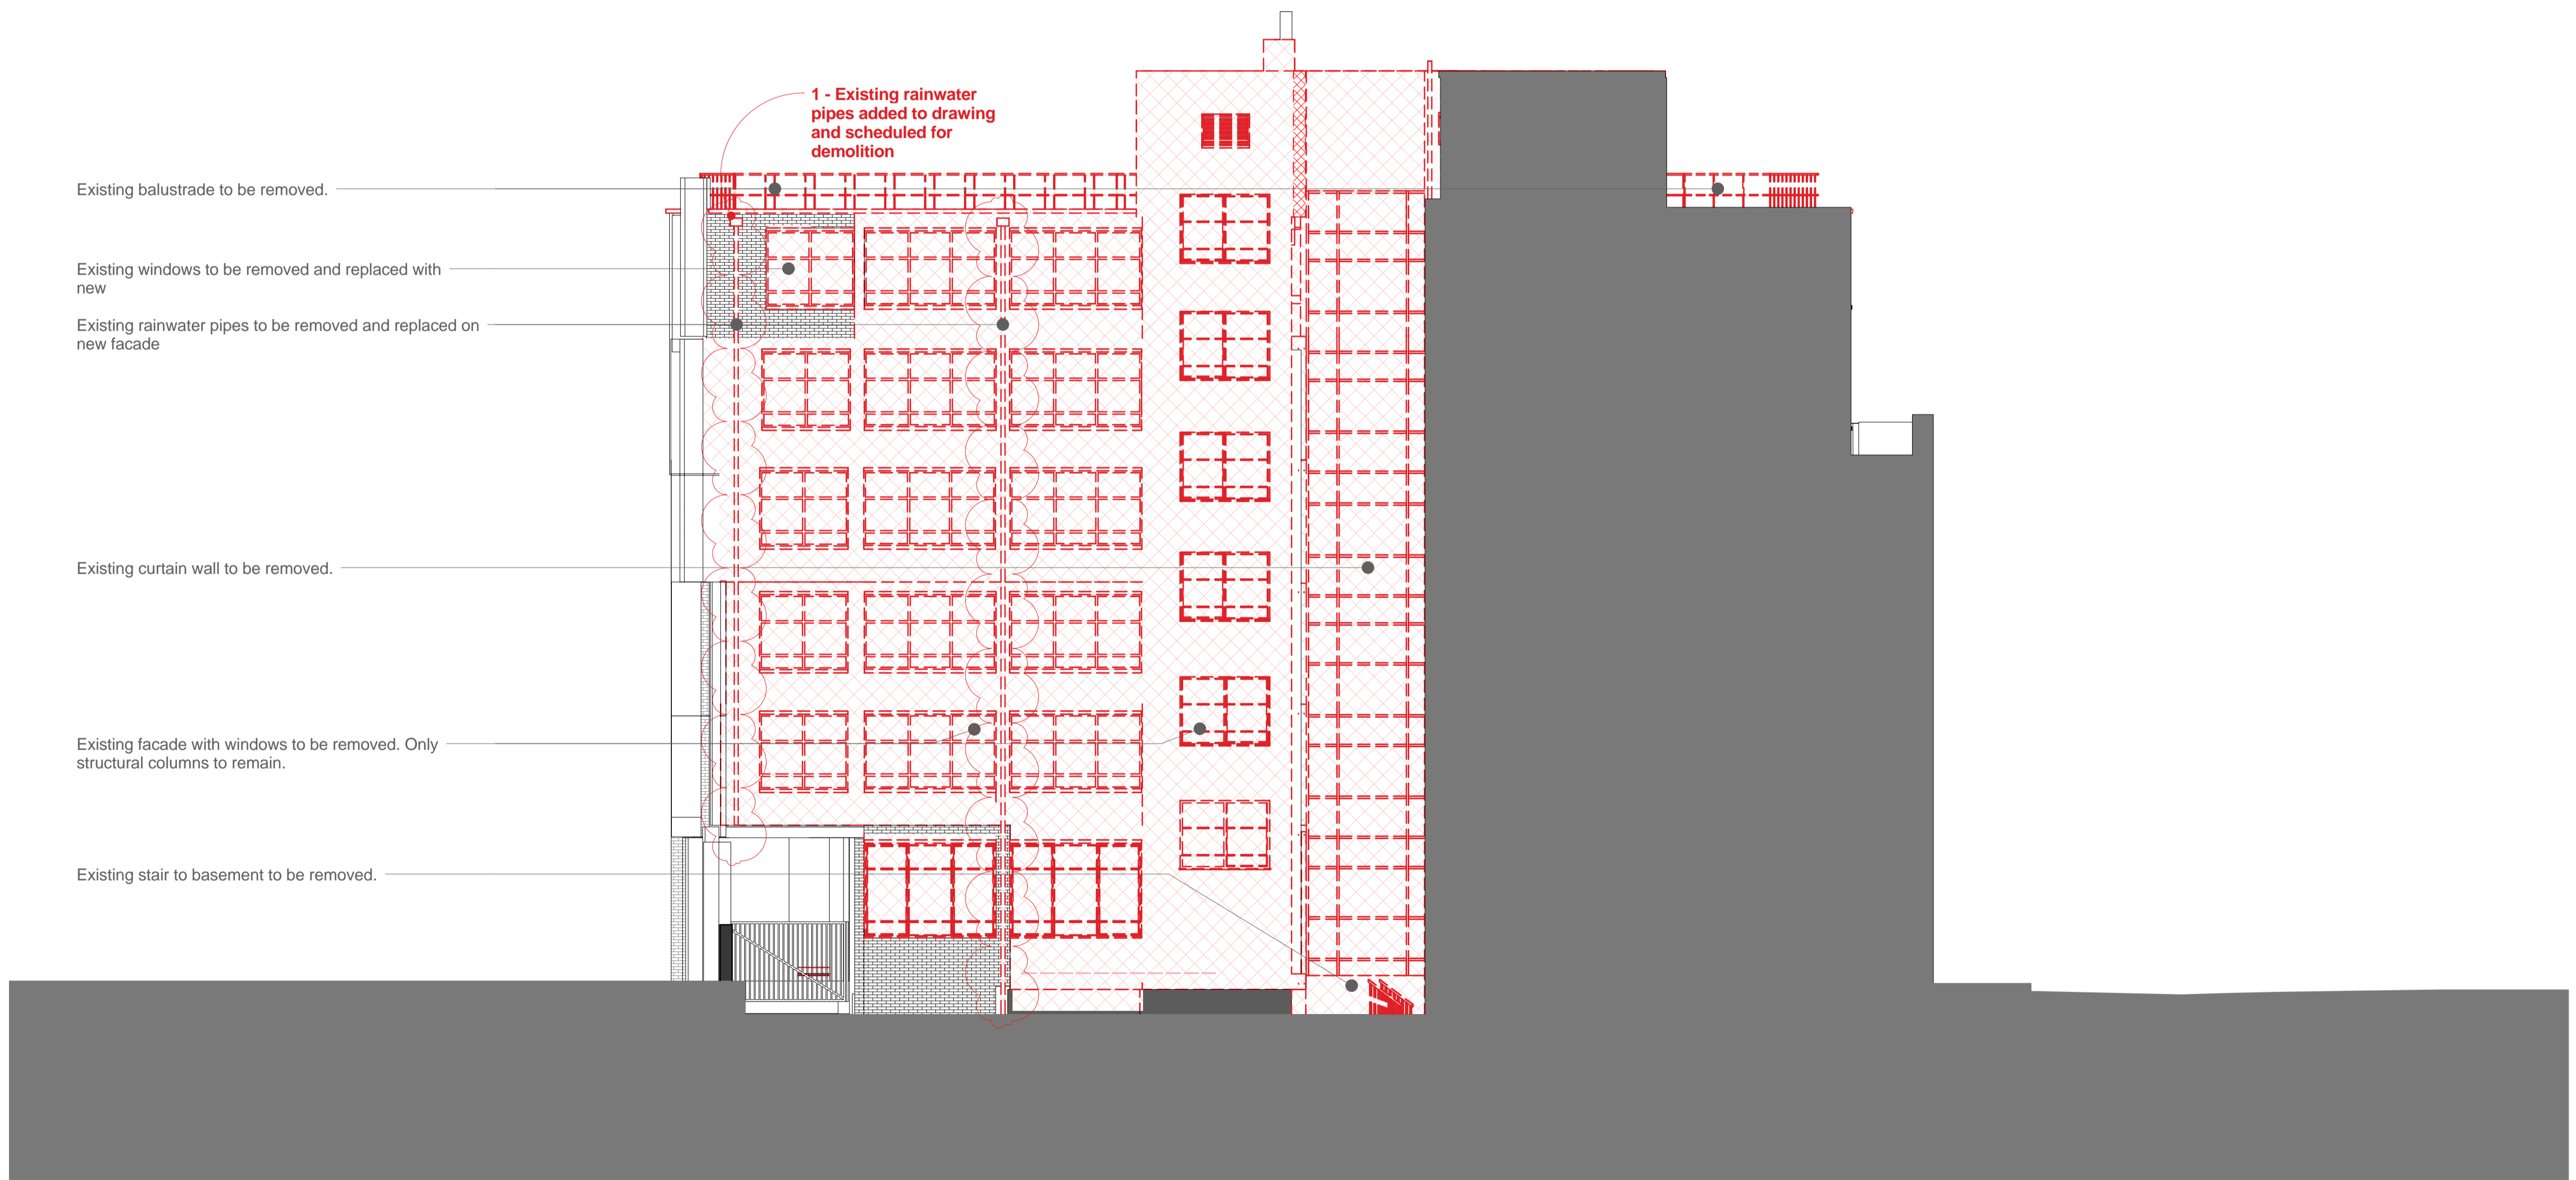 1 - Existing rainwater
pipes added to drawing
and scheduled for
demolition
Existing balustrade to be removed.
Existing windows to be removed and replaced with
new
Existing rainwater pipes to be removed and replaced on
new facade
Existing curtain wall to be removed.
Existing facade with windows to be removed. Only
structural columns to remain.
Existing stair to basement to be removed.